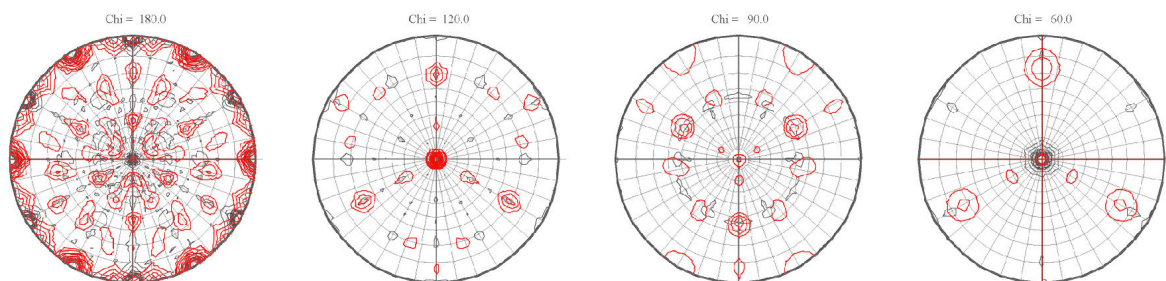 Chi = 180.0
Chi = 120.0
Chi = 90.0
Chi = 60.0